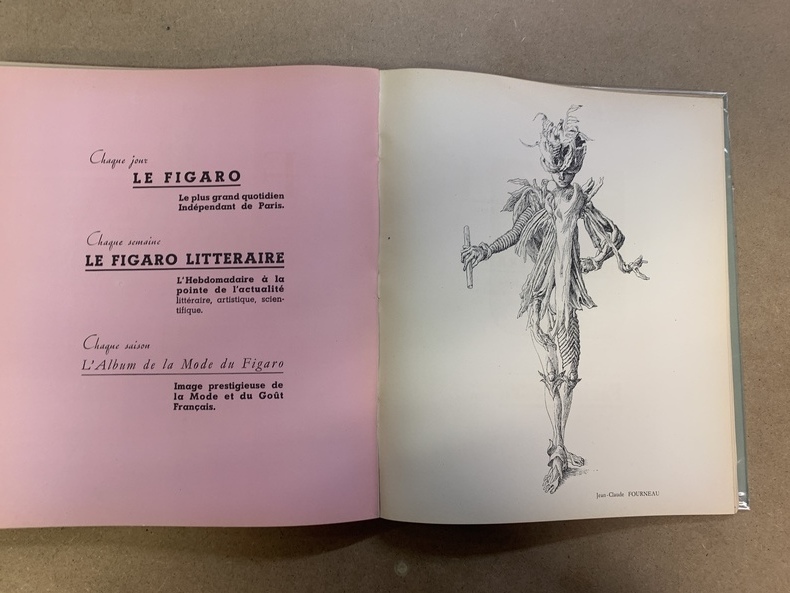 Chaque jour
LE FIGARO
Le plus grand quotidien
Indépendant de Paris.
Chaque semaine
LE FIGARO LITTERAIRE
L'Hebdomadaire à la
pointe de l'actualité
littéraire, artistique, scien-
tifique.
Chaque saison
L'Album de la Mode du Figaro
Image prestigieuse de
la Mode et du Goût
Français.
Jean-Claude FOURNEAU